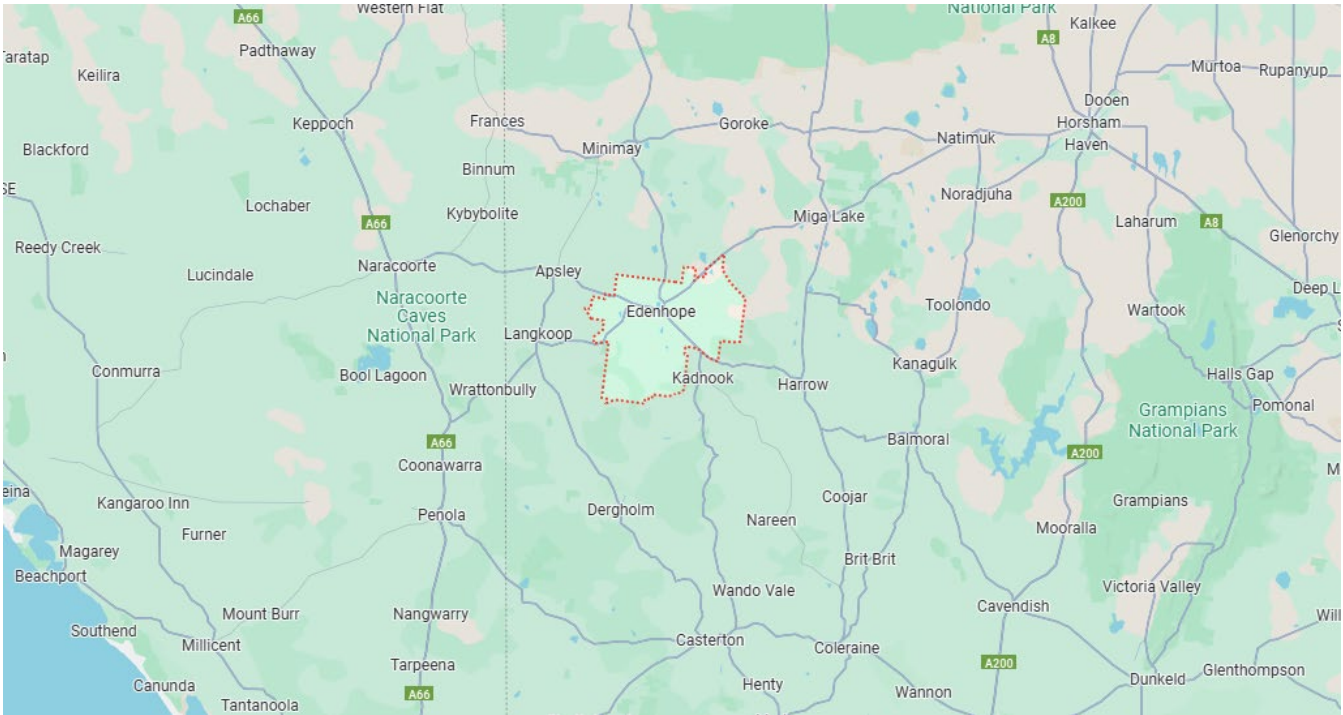 Western Flat
National Park
A66
Kalkee
A8
Padthaway
Taratap
Keilira
Murtoa
Rupanyup
Dooen
Keppoch
Frances
Goroke
Horsham
Natimuk
Haven
Minimay
Blackford
Binnum
SE
Noradjuha
A200
Lochaber
Kybybolite
Miga Lake
Laharum
A8
A66
Glenorchy
Reedy Creek
Naracoorte
Apsley
Lucindale
Deep L
Naracoorte
Caves
National Park
Edenhope
Toolondo
Wartook
Langkoop
Conmurra
Bool Lagoon
Kadnook
Kanagulk
Halls Gap
Wrattonbully
Harrow
Pomonal
Grampians
National Park
A66
Balmoral
A200
Coonawarra
M
eina
Kangaroo Inn
Coojar
Grampians
Penola
Dergholm
Nareen
Furner
Mooralla
Magarey
Brit Brit
Beachport
Wando Vale
Victoria Valley
Mount Burr
Nangwarry
Cavendish
Will
Southend
Millicent
Casterton
Coleraine
Tarpeena
A200
Glenthompson
Dunkeld
Canunda
Henty
Wannon
A66
Tantanoola